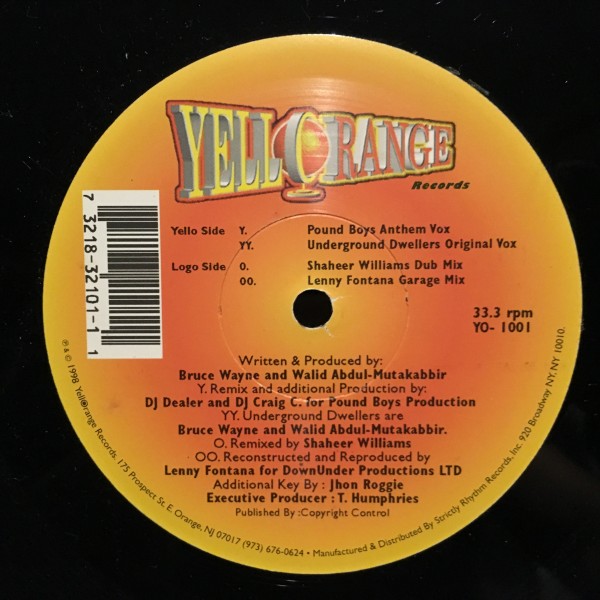 YELLORANGE
Records
Yello Side Y. Pound Boys Anthem Vox
YY. Underground Dwellers Original Vox
Logo Side O. Shaheer Williams Dub Mix
OO. Lenny Fontana Garage Mix
7 3218-32101-1 1
33.3 rpm
YO- 1001
Written & Produced by:
Bruce Wayne and Walid Abdul-Mutakabbir
Y. Remix and additional Production by:
DJ Dealer and DJ Craig C. for Pound Boys Production
YY. Underground Dwellers are
Bruce Wayne and Walid Abdul-Mutakabbir.
O. Remixed by Shaheer Williams
OO. Reconstructed and Reproduced by
Lenny Fontana for DownUnder Productions LTD
Additional Key By : Jhon Roggie
Executive Producer : T. Humphries
Published By :Copyright Control
℗ & © 1998 Yell@range Records. 175 Prospect St. E. Orange, NJ 07017 (973) 676-0624 • Manufactured & Distributed By Strictly Rhythm Records, Inc. 920 Broadway NY. NY 10010.